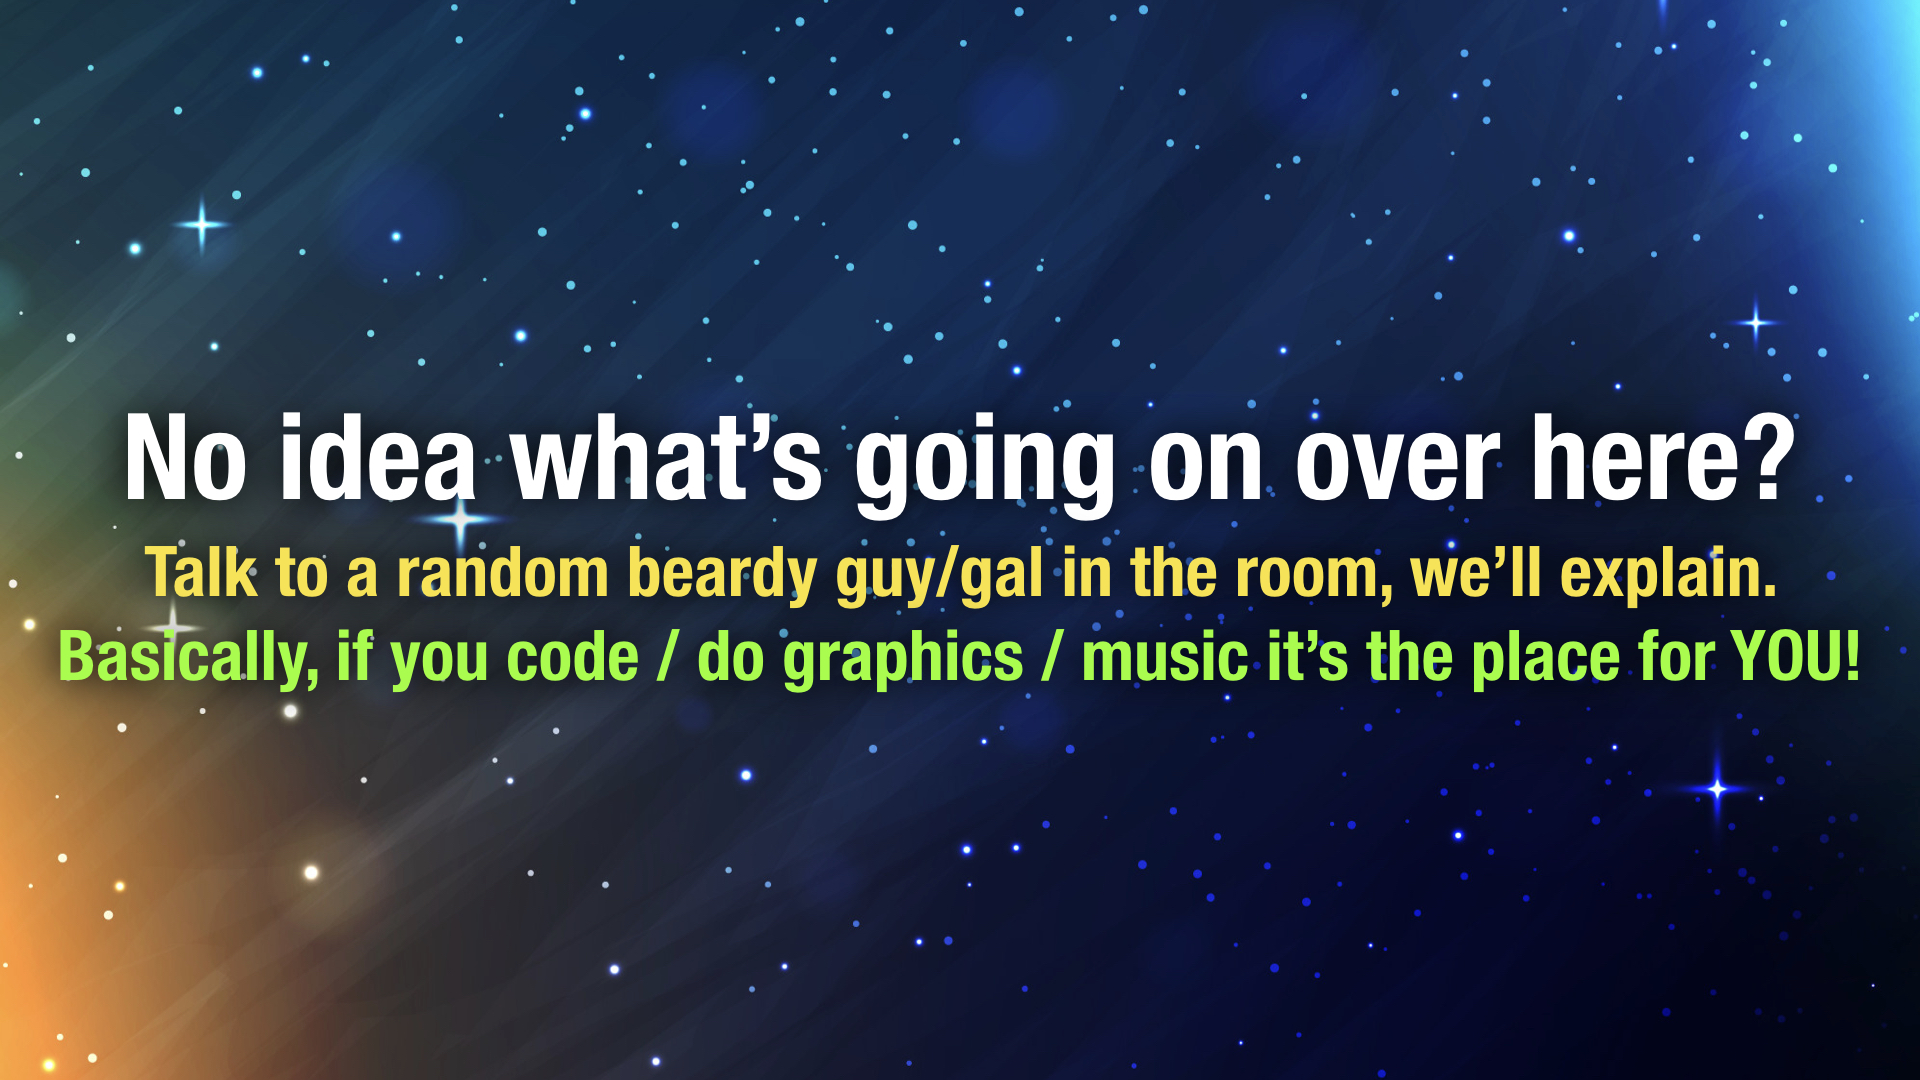 No idea what’s going on over here?
Talk to a random beardy guy/gal in the room, we’ll explain.
Basically, if you code / do graphics / music it’s the place for YOU!